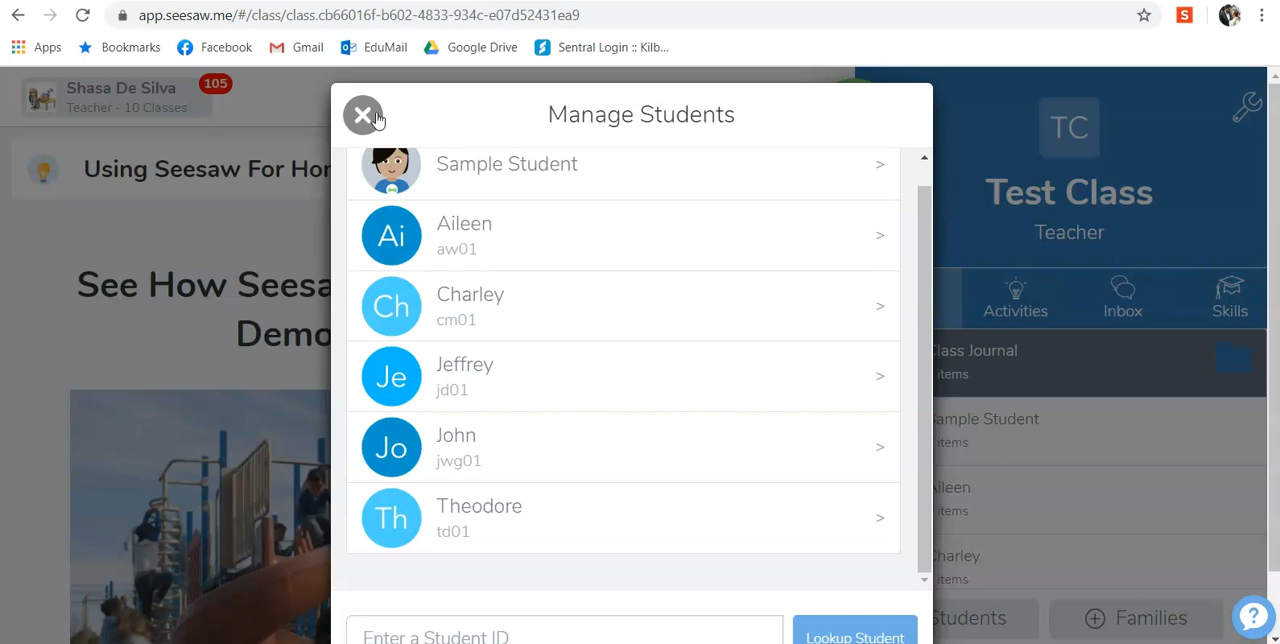 app.seesaw.me/#/class/class.cb66016f-b602-4833-934c-e07d52431ea9
S
Apps
Bookmarks
Facebook
Gmail
EduMail
Google Drive
Sentral Login :: Kilb...
Shasa De Silva
105
Teacher - 10 Classes
Using Seesaw For Hor
See How Seesa
Demo
Manage Students
Sample Student
Ai
Aileen
aw01
Ch
Charley
cm01
Je
Jeffrey
jd01
Jo
John
jwg01
Th
Theodore
td01
Enter a Student ID
Lookup Student
TC
Test Class
Teacher
Activities
Inbox
Skills
lass Journal
items
ample Student
items
Aileen
items
harley
items
Students
Families
?